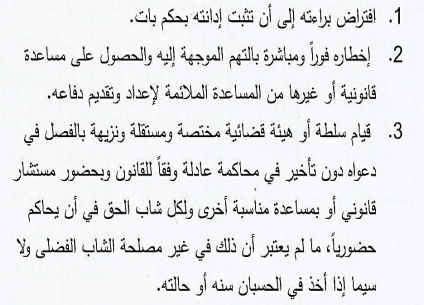 1. افتراض براءته إلى أن تثبت إدانته بحكم بات.
2. إخطاره فوراً ومباشرة بالتهم الموجهة إليه والحصول على مساعدة
قانونية أو غيرها من المساعدة الملائمة لإعداد وتقديم دفاعه.
3. قيام سلطة أو هيئة قضائية مختصة ومستقلة ونزيهة بالفصل في
دعواه دون تأخير في محاكمة عادلة وفقاً للقانون وبحضور مستشار
قانوني أو بمساعدة مناسبة أخرى ولكل شاب الحق في أن يحاكم
حضورياً، ما لم يعتبر أن ذلك في غير مصلحة الشاب الفضلى ولا
سيما إذا أخذ في الحسبان سنه أو حالته.